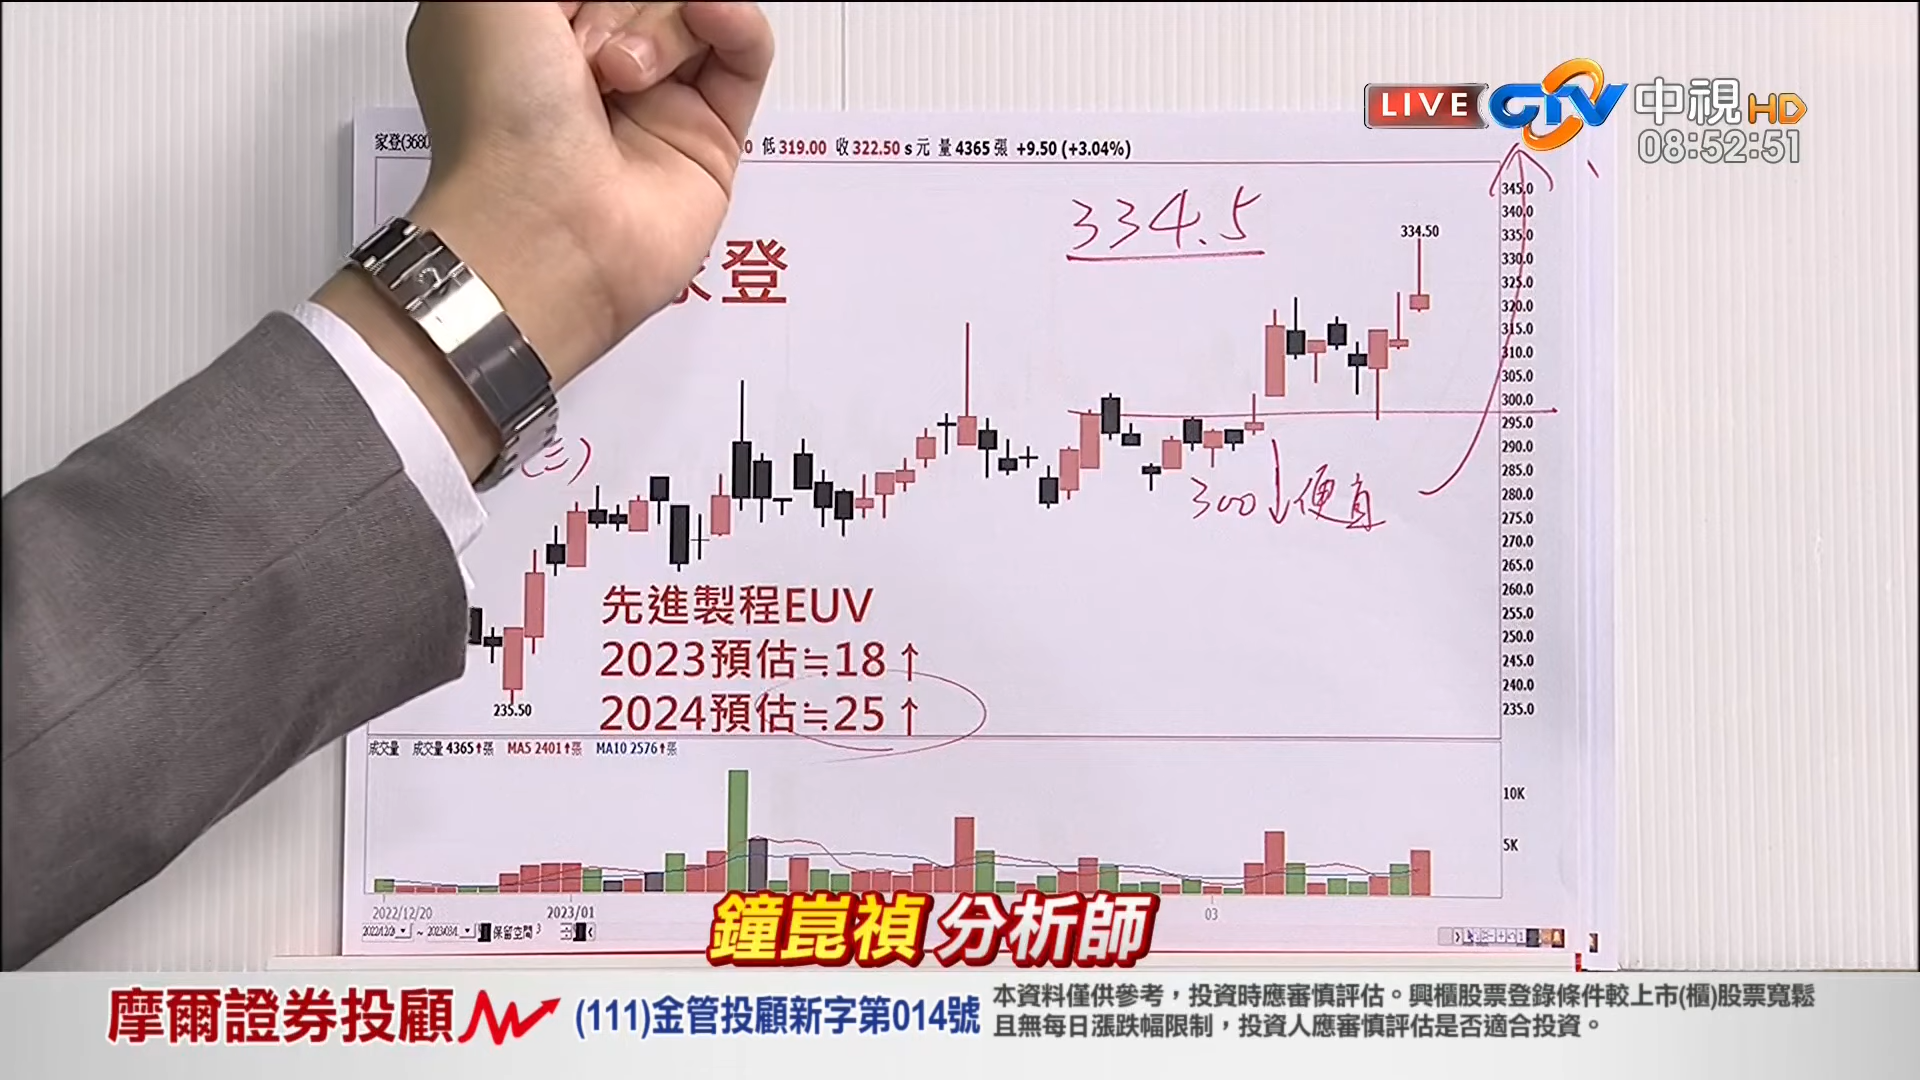 LIVE CTV 中視HD
08:52:51
家登(3680) 低319.00 收322.50 s元 量4365張 +9.50 (+3.04%)
345.0
340.0
334.5
334.50
335.0
家登
330.0
325.0
320.0
315.0
310.0
305.0
300.0
295.0
290.0
(三)
285.0
300↓便宜
280.0
275.0
270.0
265.0
先進製程EUV
260.0
255.0
250.0
2023預估≒18↑
245.0
240.0
2024預估≒25↑
235.50
235.0
成交量 成交量 4365↑張 MA5 2401↑張 MA10 2576↑張
10K
5K
2022/12/20 2023/01 03
保留空間 3
鐘崑禎 分析師
摩爾證券投顧 (111)金管投顧新字第014號
本資料僅供參考，投資時應審慎評估。興櫃股票登錄條件較上市(櫃)股票寬鬆
且無每日漲跌幅限制，投資人應審慎評估是否適合投資。